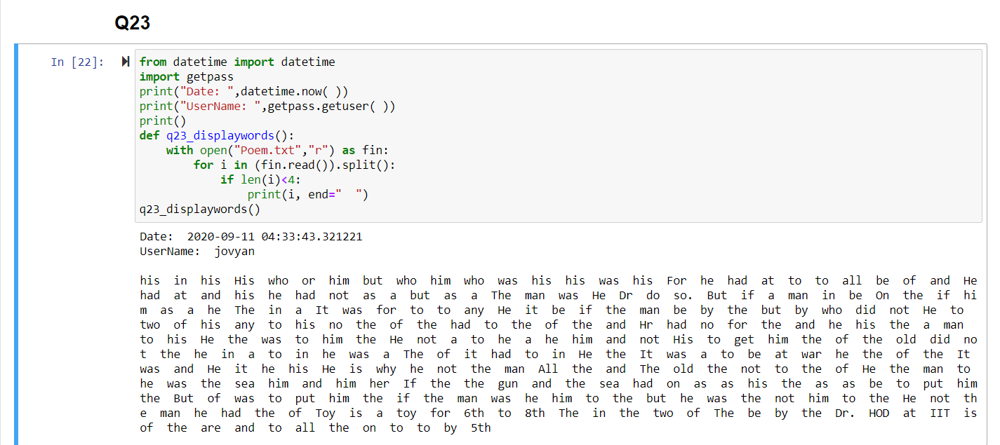 Q23
In [22]:
from datetime import datetime
import getpass
print("Date: ",datetime.now( ))
print("UserName: ",getpass.getuser( ))
print()
def q23_displaywords():
    with open("Poem.txt","r") as fin:
        for i in (fin.read()).split():
            if len(i)<4:
                print(i, end="  ")
q23_displaywords()
Date:  2020-09-11 04:33:43.321221
UserName:  jovyan
his  in  his  His  who  or  him  but  who  him  who  was  his  his  was  his  For  he  had  at  to  to  all  be  of  and  He
had  at  and  his  he  had  not  as  a  but  as  a  The  man  was  He  Dr  do  so.  But  if  a  man  in  be  On  the  if  hi
m  as  a  he  The  in  a  It  was  for  to  to  any  He  it  be  if  the  man  be  by  the  but  by  who  did  not  He  to
two  of  his  any  to  his  no  the  of  the  had  to  the  of  the  and  Hr  had  no  for  the  and  he  his  the  a  man
to  his  He  the  was  to  him  the  He  not  a  to  he  a  he  him  and  not  His  to  get  him  the  of  the  old  did  no
t  the  he  in  a  to  in  he  was  a  The  of  it  had  to  in  He  the  It  was  a  to  be  at  war  he  the  of  the  It
was  and  He  it  he  his  He  is  why  he  not  the  man  All  the  and  The  old  the  not  to  the  of  He  the  man  to
he  was  the  sea  him  and  him  her  If  the  the  gun  and  the  sea  had  on  as  as  his  the  as  as  be  to  put  him
the  But  of  was  to  put  him  the  if  the  man  was  he  him  to  the  but  he  was  the  not  him  to  the  He  not  th
e  man  he  had  the  of  Toy  is  a  toy  for  6th  to  8th  The  in  the  two  of  The  be  by  the  Dr.  HOD  at  IIT  is
of  the  are  and  to  all  the  on  to  to  by  5th